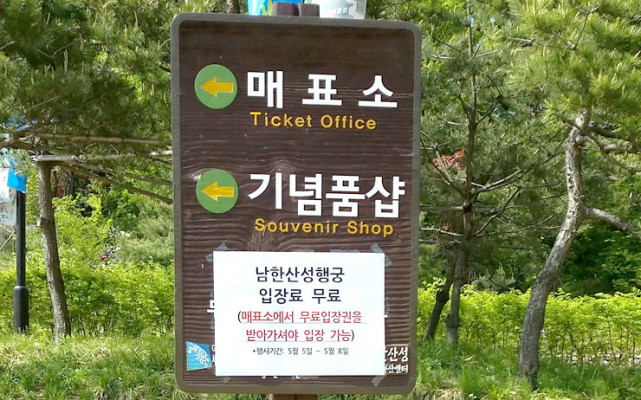 매표소
Ticket Office
기념품샵
Souvenir Shop
남한산성행궁
입장료 무료
(매표소에서 무료입장권을
받아가셔야 입장 가능)
*행사기간: 5월 5일 - 5월 8일